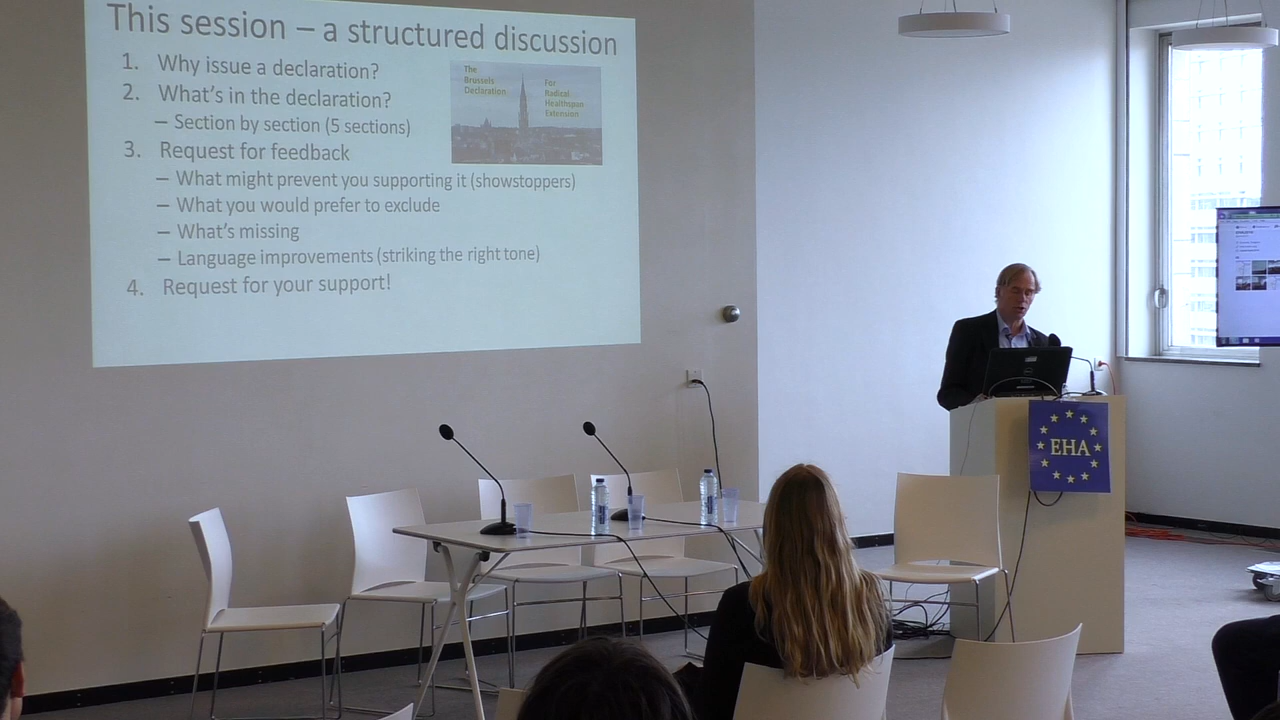 This session – a structured discussion
1. Why issue a declaration?
2. What's in the declaration?
– Section by section (5 sections)
3. Request for feedback
– What might prevent you supporting it (showstoppers)
– What you would prefer to exclude
– What's missing
– Language improvements (striking the right tone)
4. Request for your support!
The
Brussels
Declaration
For
Radical
Healthspan
Extension
EHA